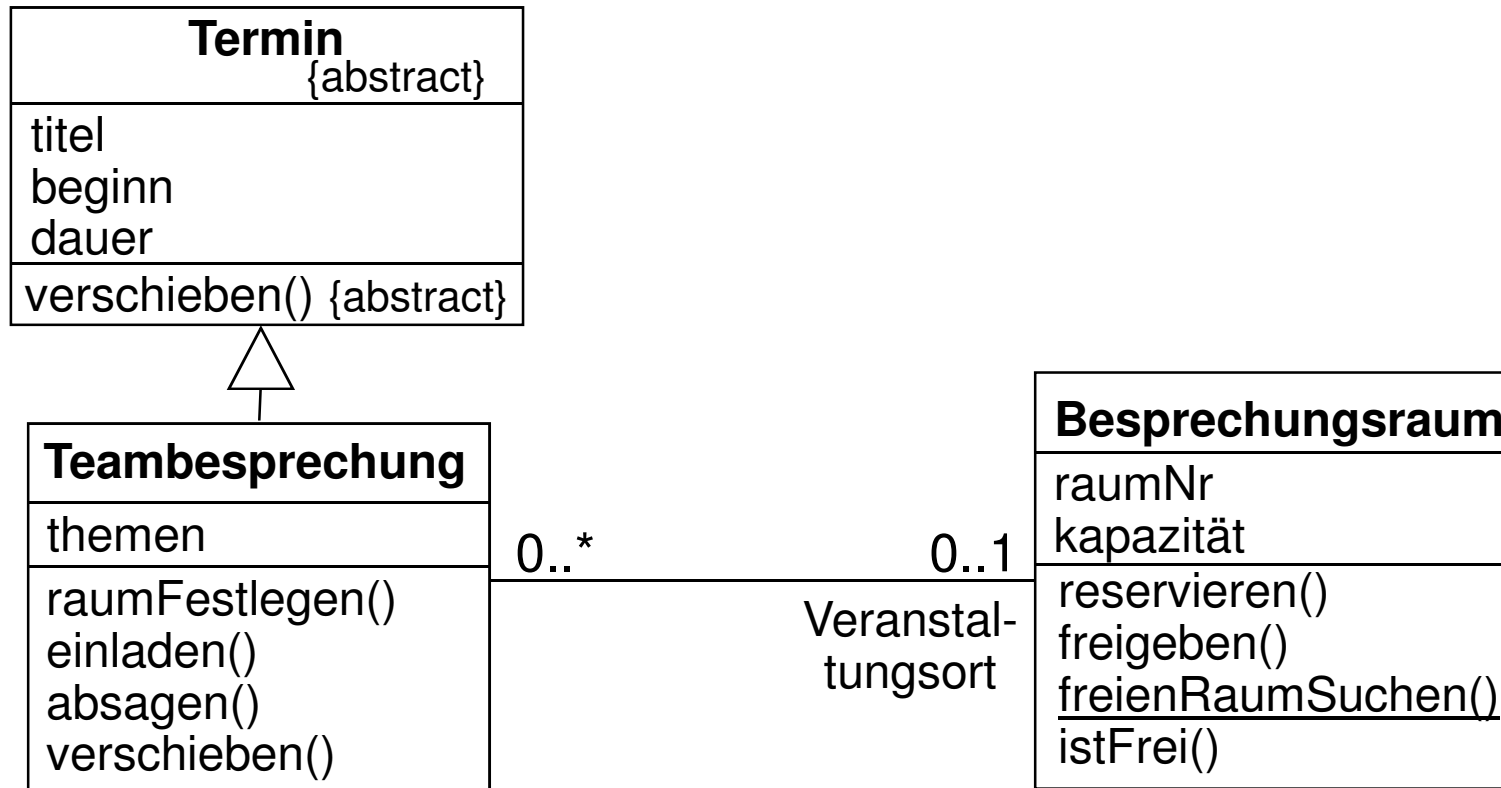 Termin
{abstract}
titel
beginn
dauer
verschieben() {abstract}
Teambesprechung
themen
raumFestlegen()
einladen()
absagen()
verschieben()
0..*
0..1
Veranstal-
tungsort
Besprechungsraum
raumNr
kapazität
reservieren()
freigeben()
freienRaumSuchen()
istFrei()